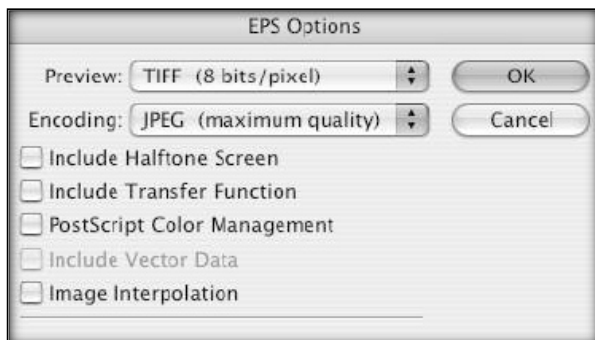 EPS Options
Preview: TIFF (8 bits/pixel) OK
Encoding: JPEG (maximum quality) Cancel
Include Halftone Screen
Include Transfer Function
PostScript Color Management
Include Vector Data
Image Interpolation